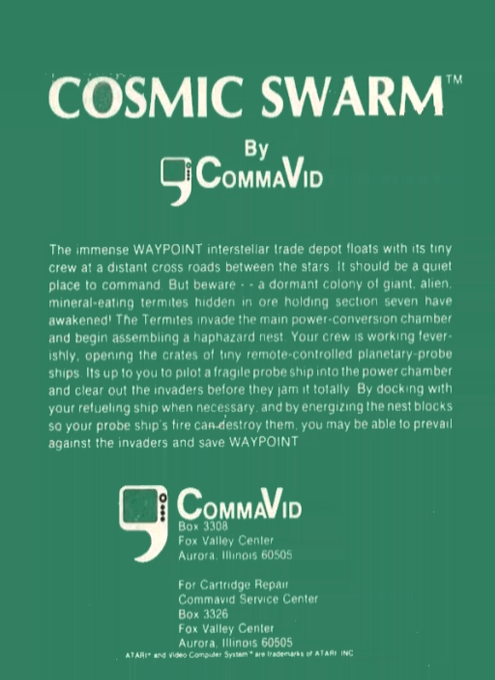 COSMIC SWARM™
By
COMMAVID
The immense WAYPOINT interstellar trade depot floats with its tiny
crew at a distant cross roads between the stars. It should be a quiet
place to command. But beware - - a dormant colony of giant, alien,
mineral-eating termites hidden in ore holding section seven have
awakened! The Termites invade the main power-conversion chamber
and begin assembling a haphazard nest. Your crew is working fever-
ishly, opening the crates of tiny remote-controlled planetary-probe
ships. Its up to you to pilot a fragile probe ship into the power chamber
and clear out the invaders before they jam it totally. By docking with
your refueling ship when necessary, and by energizing the nest blocks
so your probe ship's fire can destroy them, you may be able to prevail
against the invaders and save WAYPOINT
COMMAVID
Box 3308
Fox Valley Center
Aurora, Illinois 60505
For Cartridge Repair
Commavid Service Center
Box 3326
Fox Valley Center
Aurora, Illinois 60505
ATARI® and Video Computer System™ are trademarks of ATARI INC